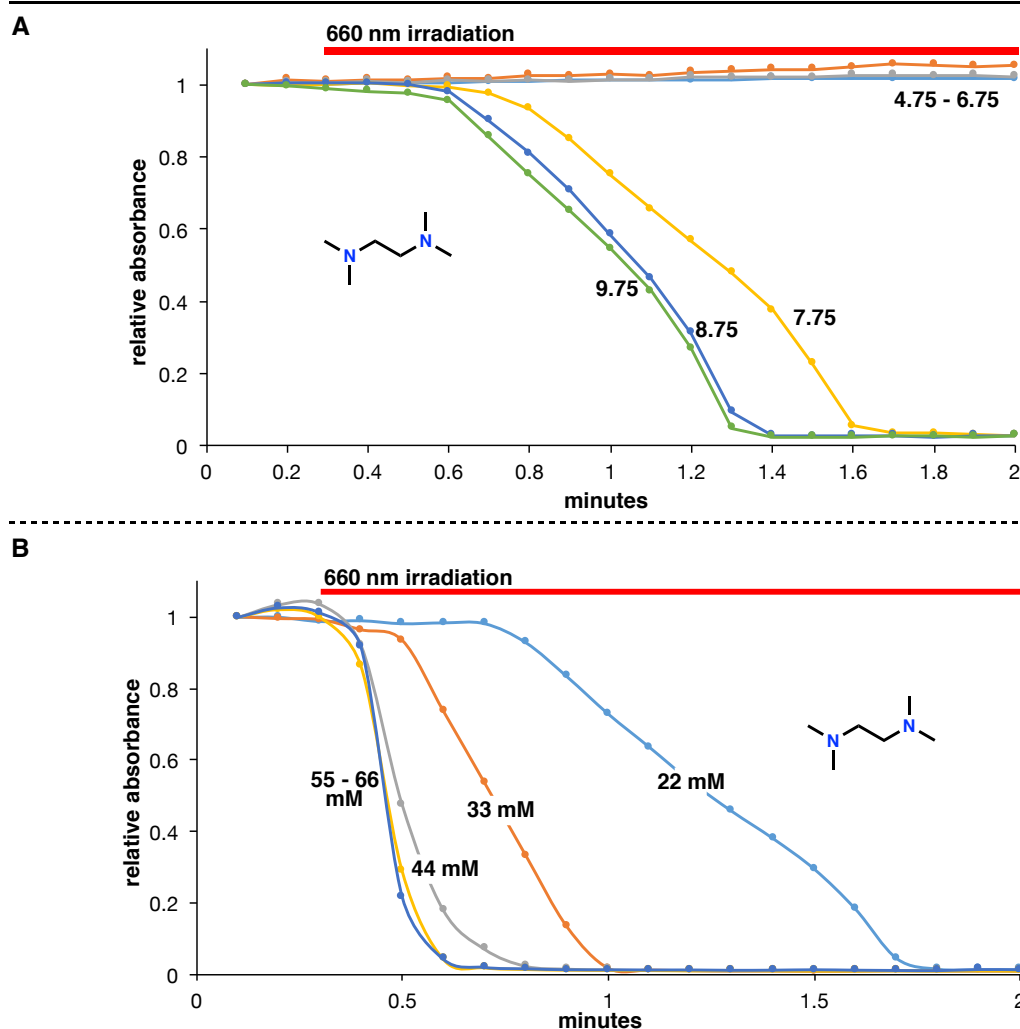 A
660 nm irradiation
1
0.8
0.6
0.4
0.2
0
relative absorbance
4.75 - 6.75
N
N
9.75
8.75
7.75
0 0.2 0.4 0.6 0.8 1 1.2 1.4 1.6 1.8 2
minutes
B
660 nm irradiation
1
0.8
0.6
0.4
0.2
0
relative absorbance
N
N
55 - 66
mM
33 mM
22 mM
44 mM
0 0.5 1 1.5 2
minutes